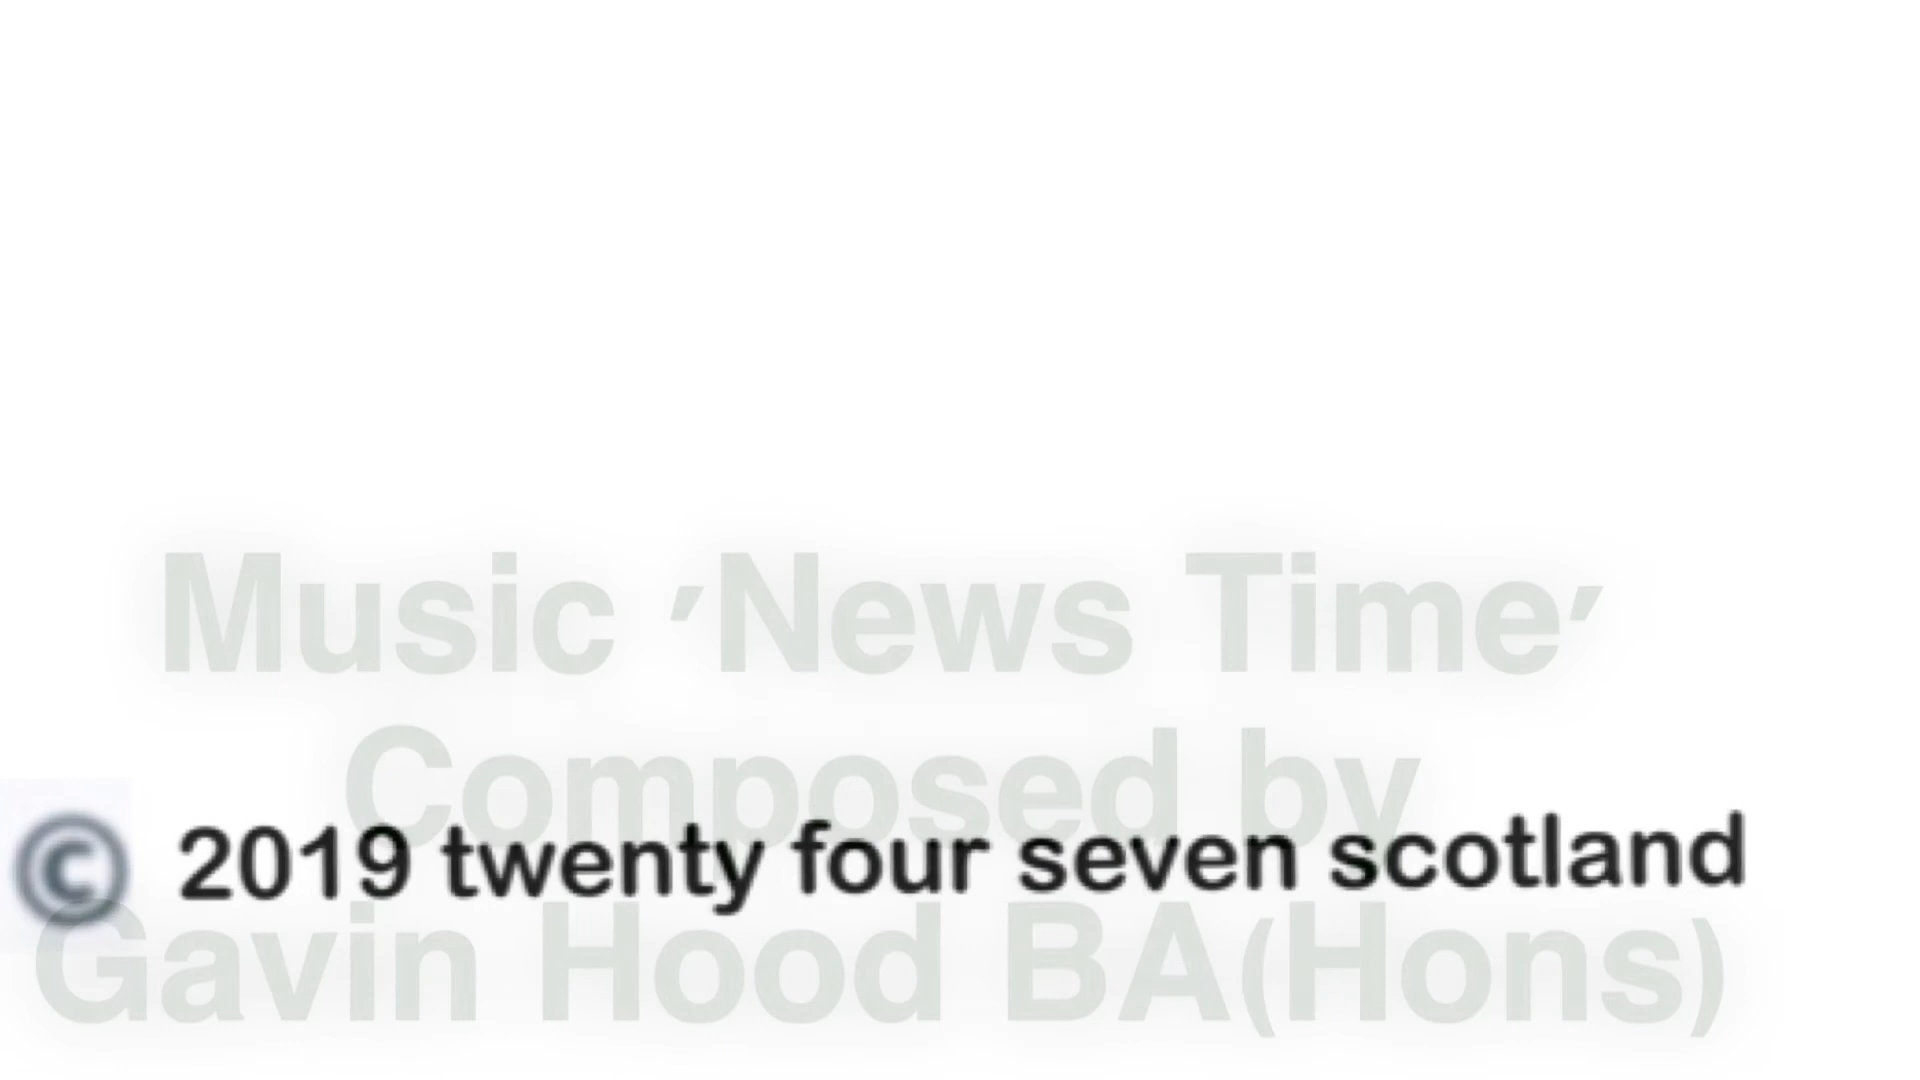 Music 'News Time'
Composed by
© 2019 twenty four seven scotland
Gavin Hood BA(Hons)